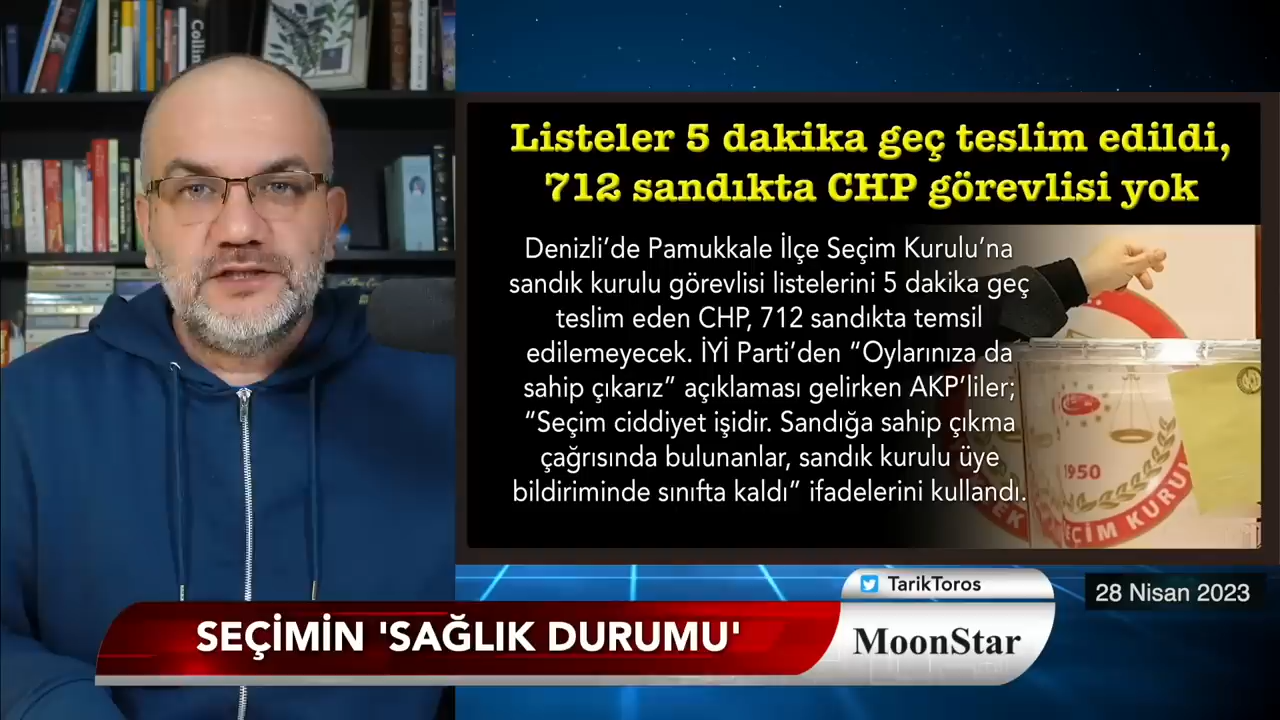 Collin
Listeler 5 dakika geç teslim edildi,
712 sandıkta CHP görevlisi yok
Denizli’de Pamukkale İlçe Seçim Kurulu’na
sandık kurulu görevlisi listelerini 5 dakika geç
teslim eden CHP, 712 sandıkta temsil
edilemeyecek. İYİ Parti’den “Oylarınıza da
sahip çıkarız” açıklaması gelirken AKP’liler;
“Seçim ciddiyet işidir. Sandığa sahip çıkma
çağrısında bulunanlar, sandık kurulu üye
bildiriminde sınıfta kaldı” ifadelerini kullandı.
1950
EK SEÇİM KURUL
TarikToros
28 Nisan 2023
SEÇİMİN 'SAĞLIK DURUMU'
MoonStar